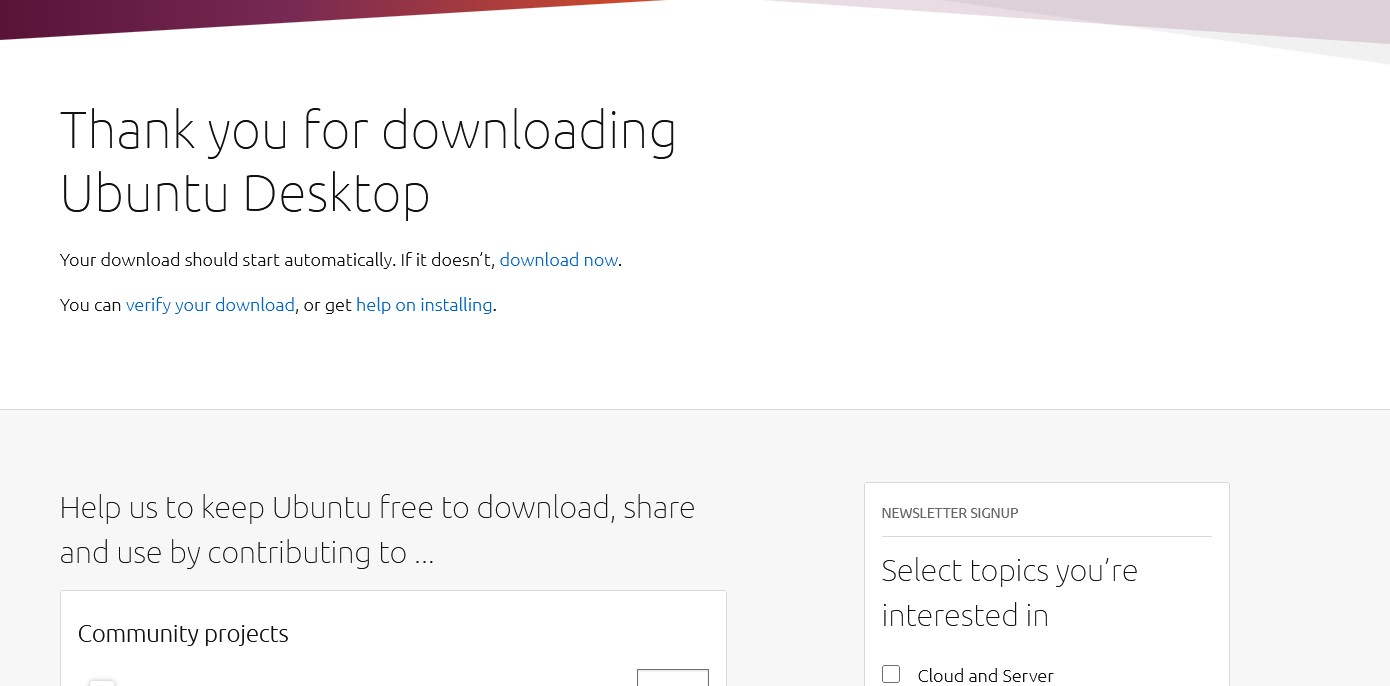 Thank you for downloading
Ubuntu Desktop
Your download should start automatically. If it doesn’t, download now.
You can verify your download, or get help on installing.
Help us to keep Ubuntu free to download, share
and use by contributing to ...
Community projects
NEWSLETTER SIGNUP
Select topics you’re
interested in
Cloud and Server